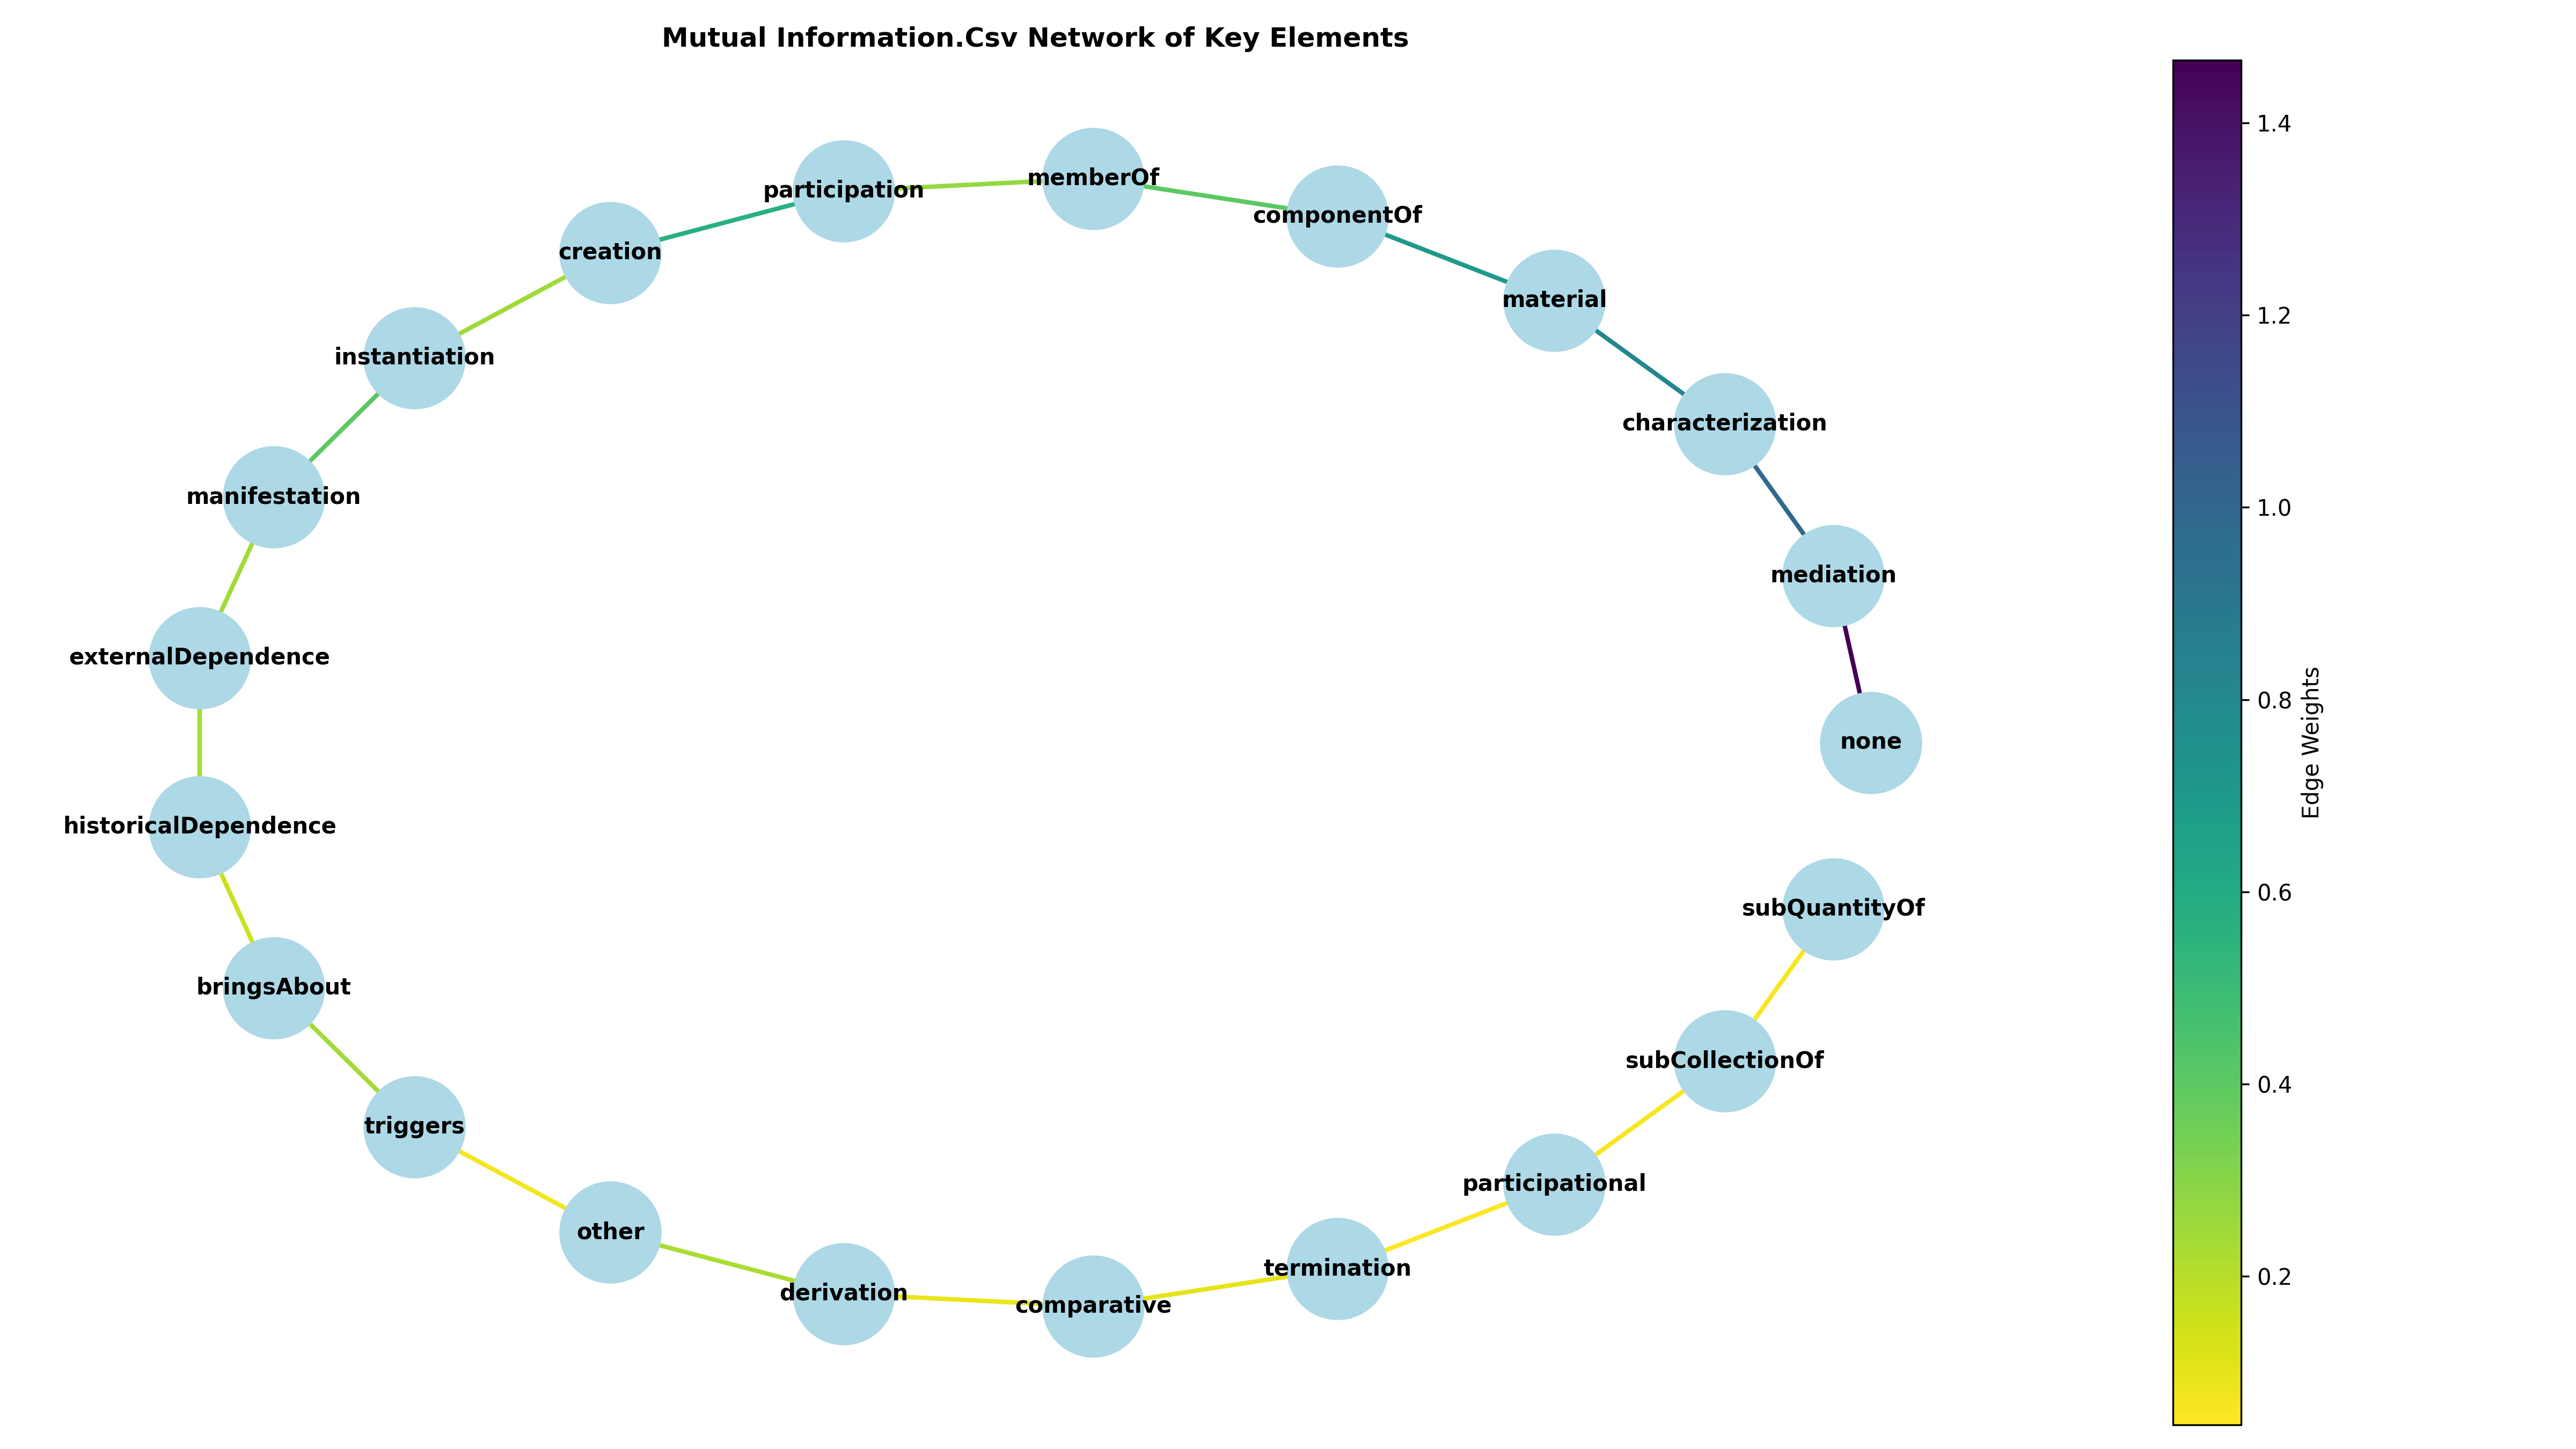 Mutual Information.Csv Network of Key Elements
memberOf
participation
componentOf
creation
material
instantiation
characterization
manifestation
mediation
externalDependence
none
historicalDependence
subQuantityOf
bringsAbout
subCollectionOf
triggers
participational
other
termination
derivation
comparative
1.4
1.2
1.0
0.8
0.6
0.4
0.2
Edge Weights